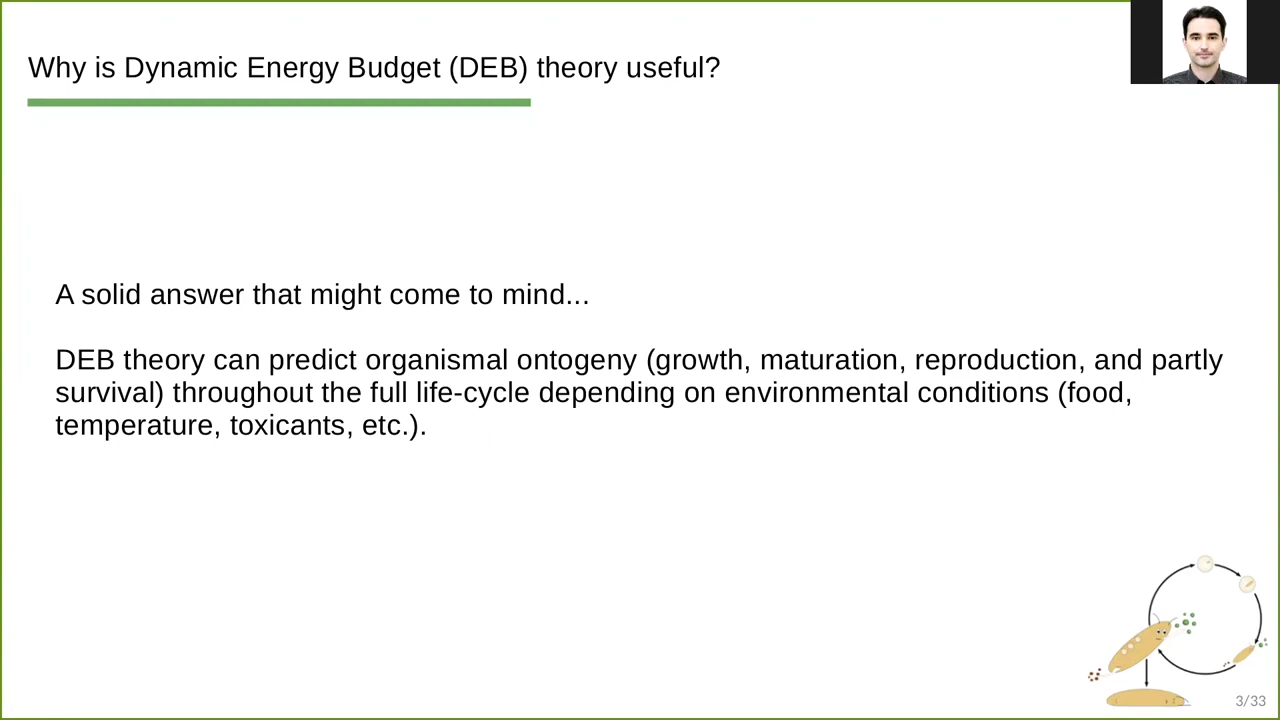 Why is Dynamic Energy Budget (DEB) theory useful?
A solid answer that might come to mind...
DEB theory can predict organismal ontogeny (growth, maturation, reproduction, and partly
survival) throughout the full life-cycle depending on environmental conditions (food,
temperature, toxicants, etc.).
3/33